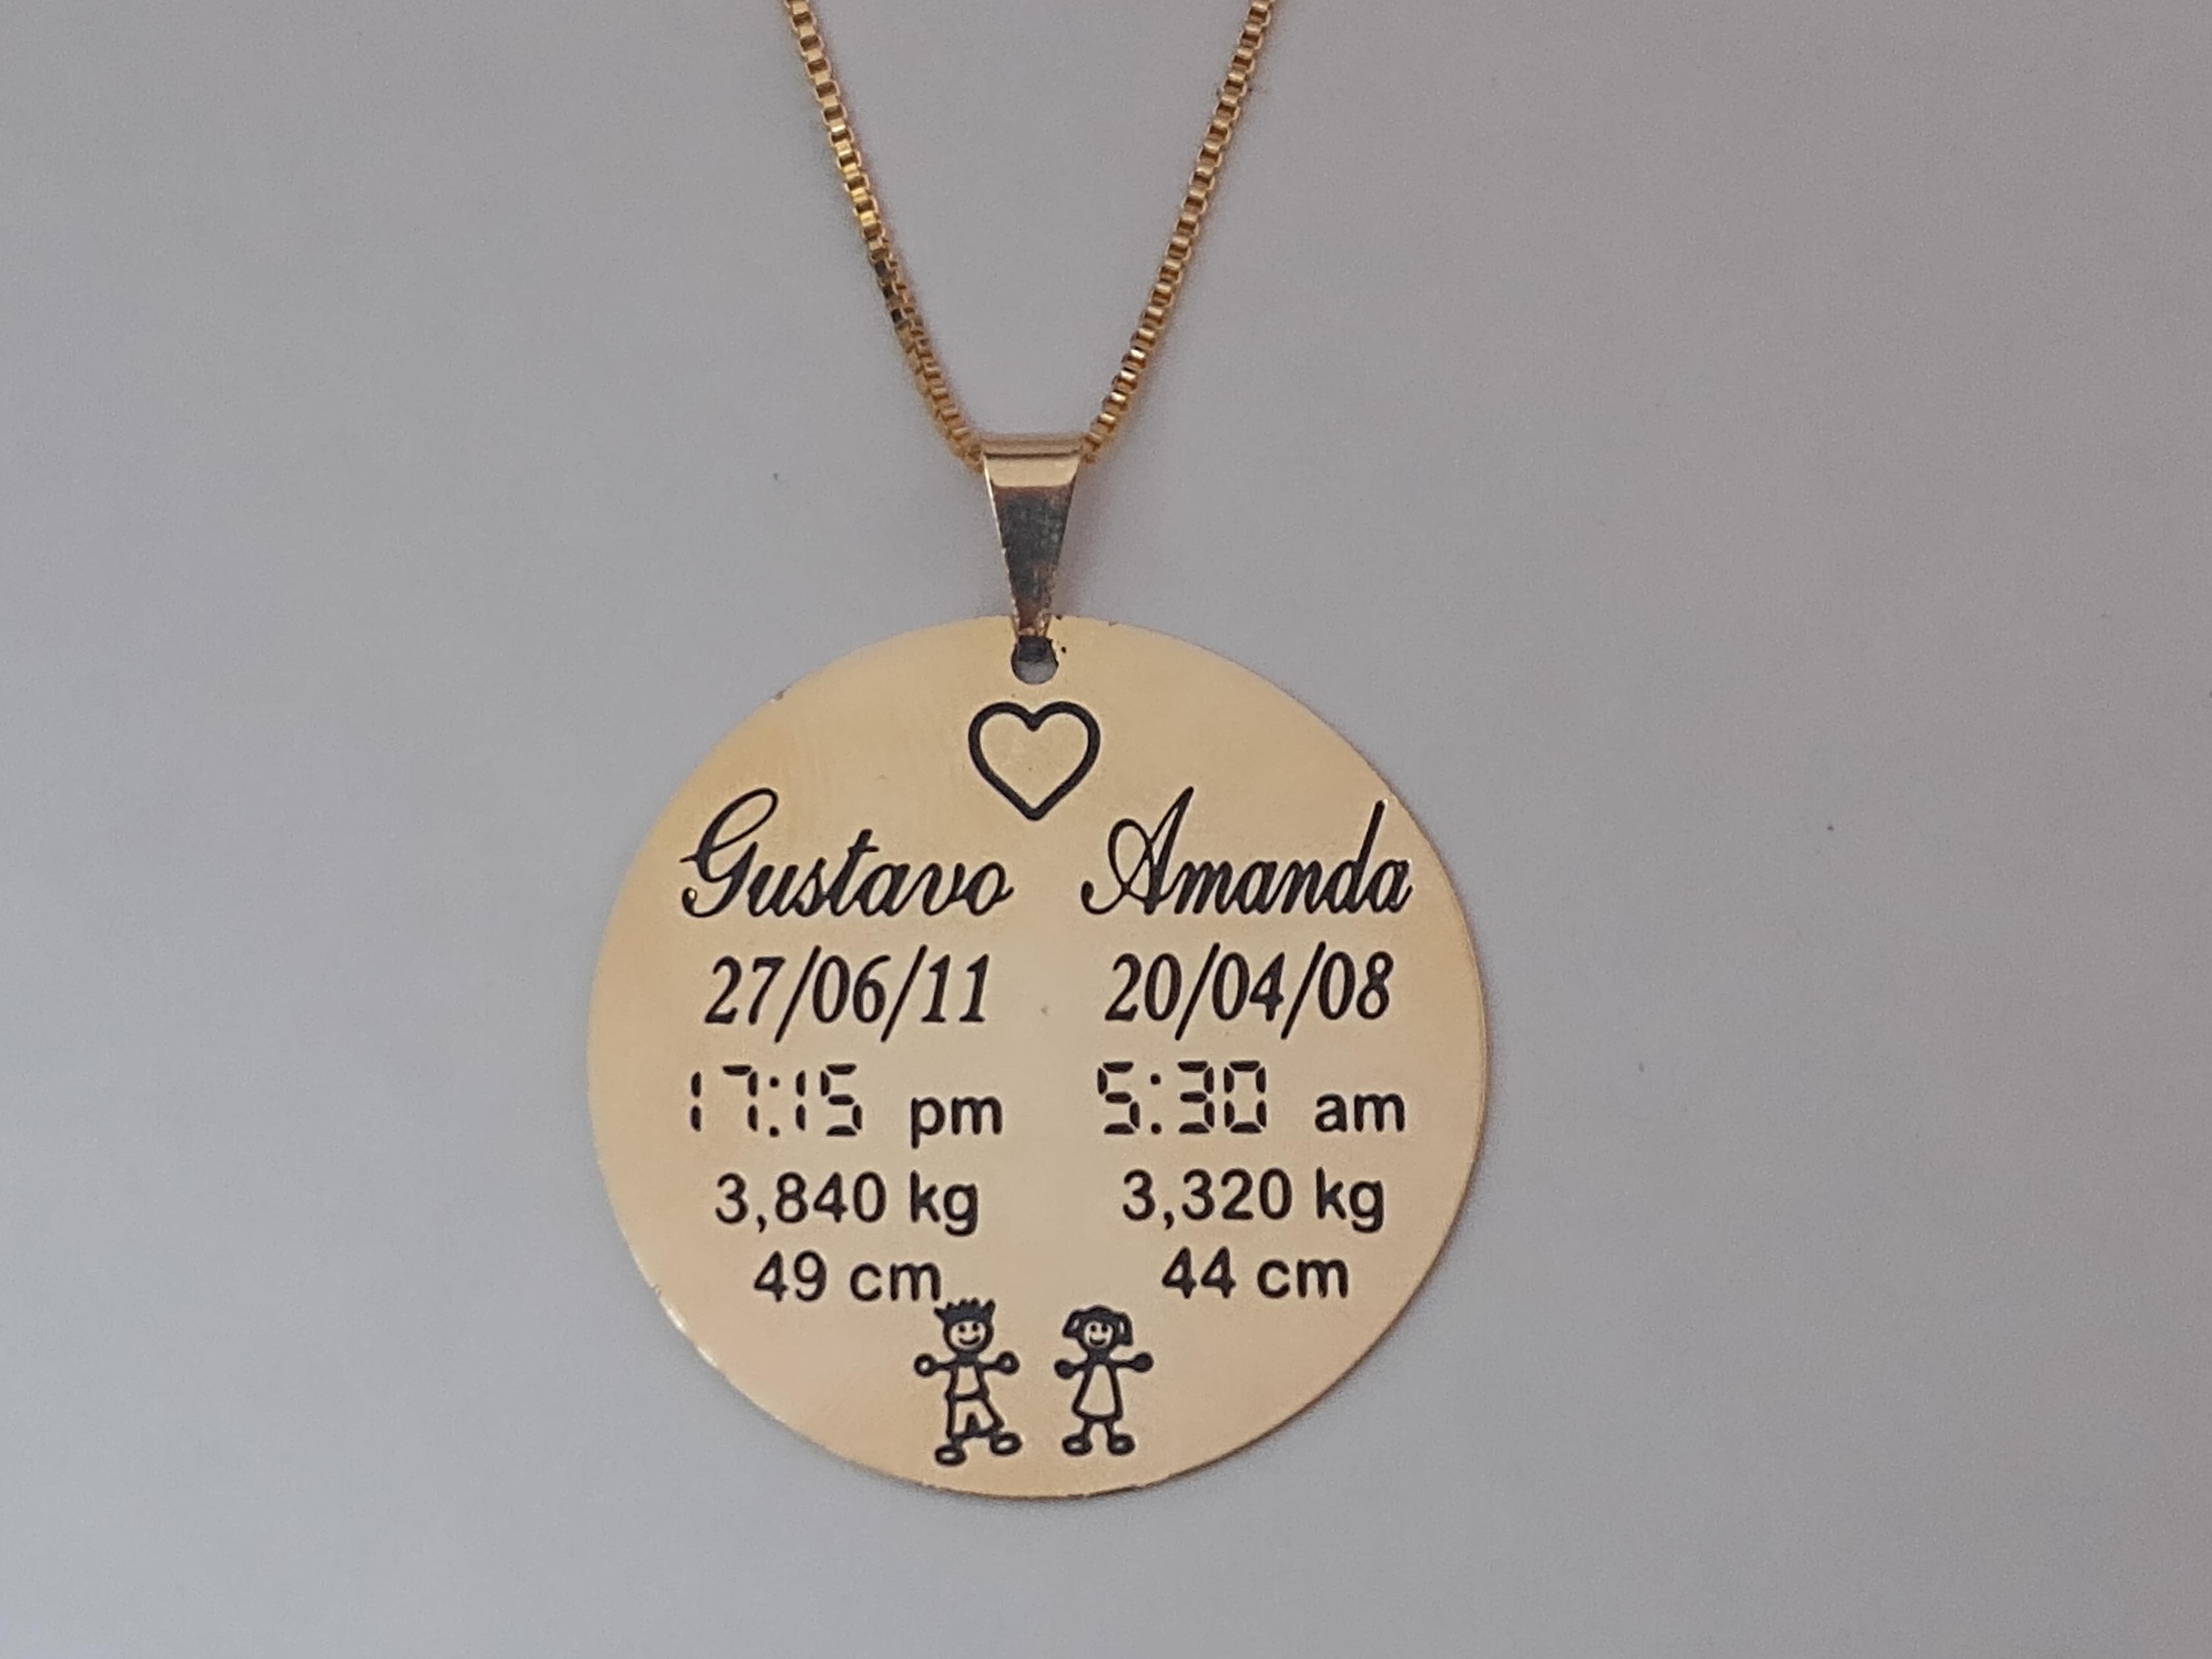 Gustavo Amanda
27/06/11 20/04/08
17:15 pm 5:30 am
3,840 kg 3,320 kg
49 cm 44 cm